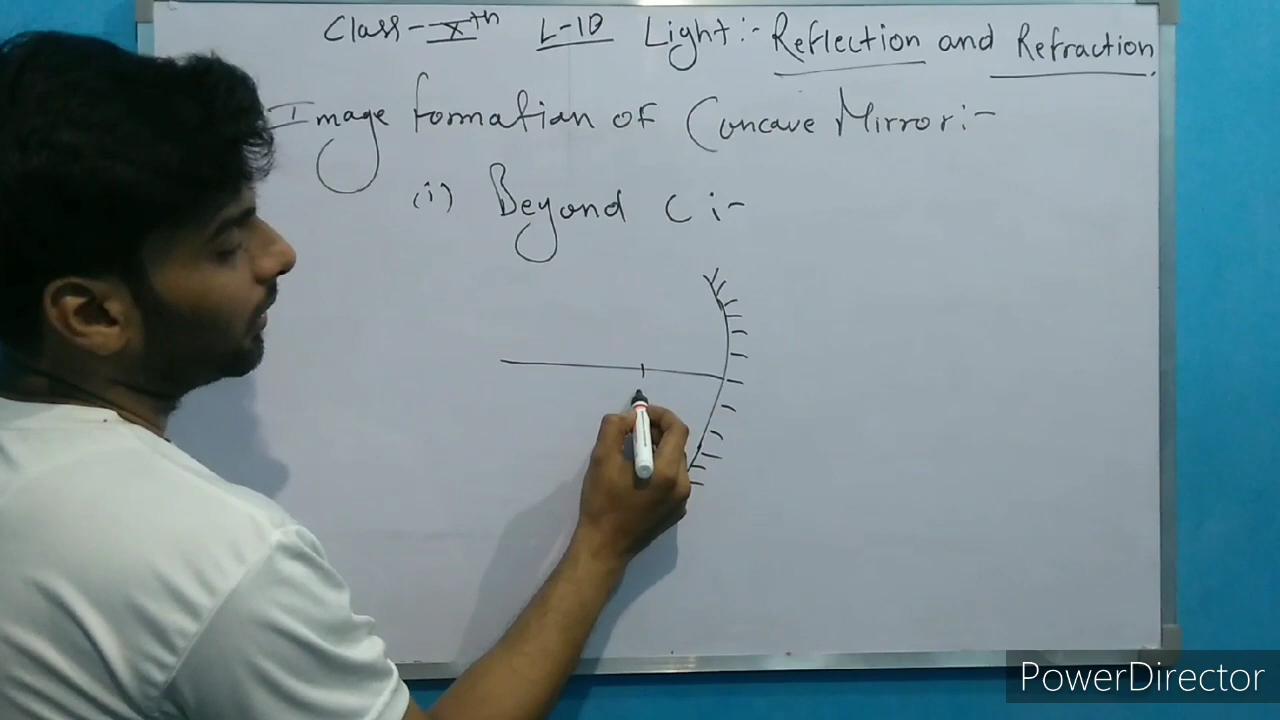 Class-Xth L-10 Light:- Reflection and Refraction.
Image formation of Concave Mirror:-
(i) Beyond C:-
PowerDirector